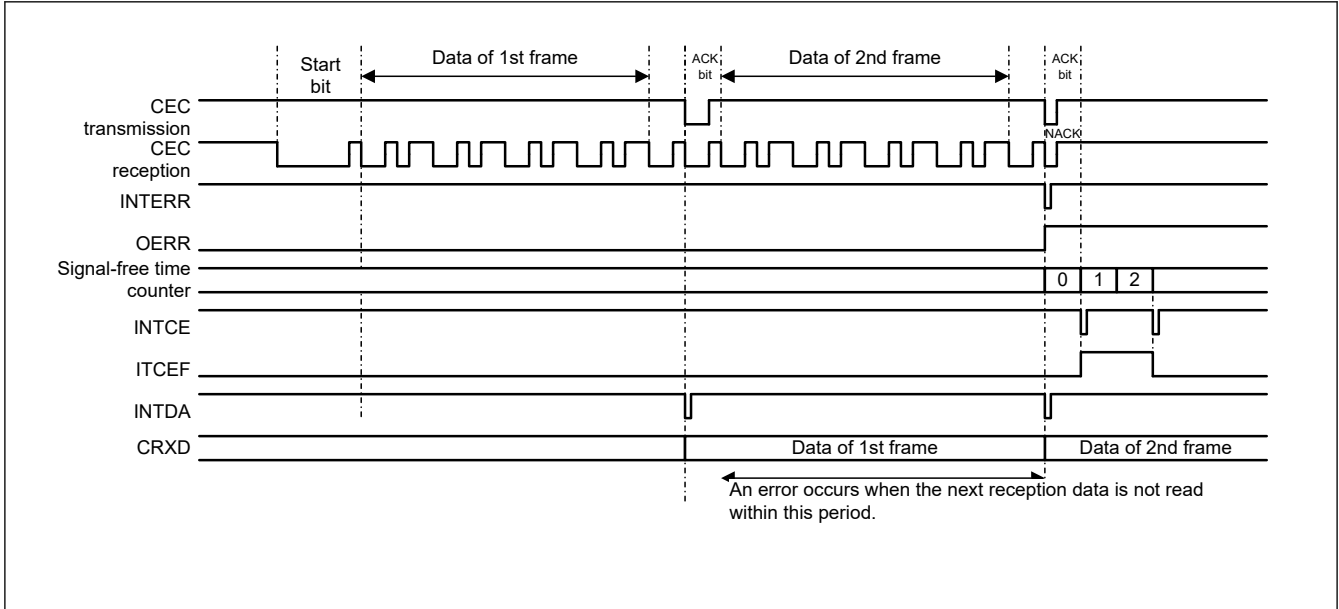 Start
bit
Data of 1st frame
ACK
bit
Data of 2nd frame
ACK
bit
CEC
transmission
NACK
CEC
reception
INTERR
OERR
Signal-free time
counter
0 1 2
INTCE
ITCEF
INTDA
CRXD
Data of 1st frame
Data of 2nd frame
An error occurs when the next reception data is not read
within this period.